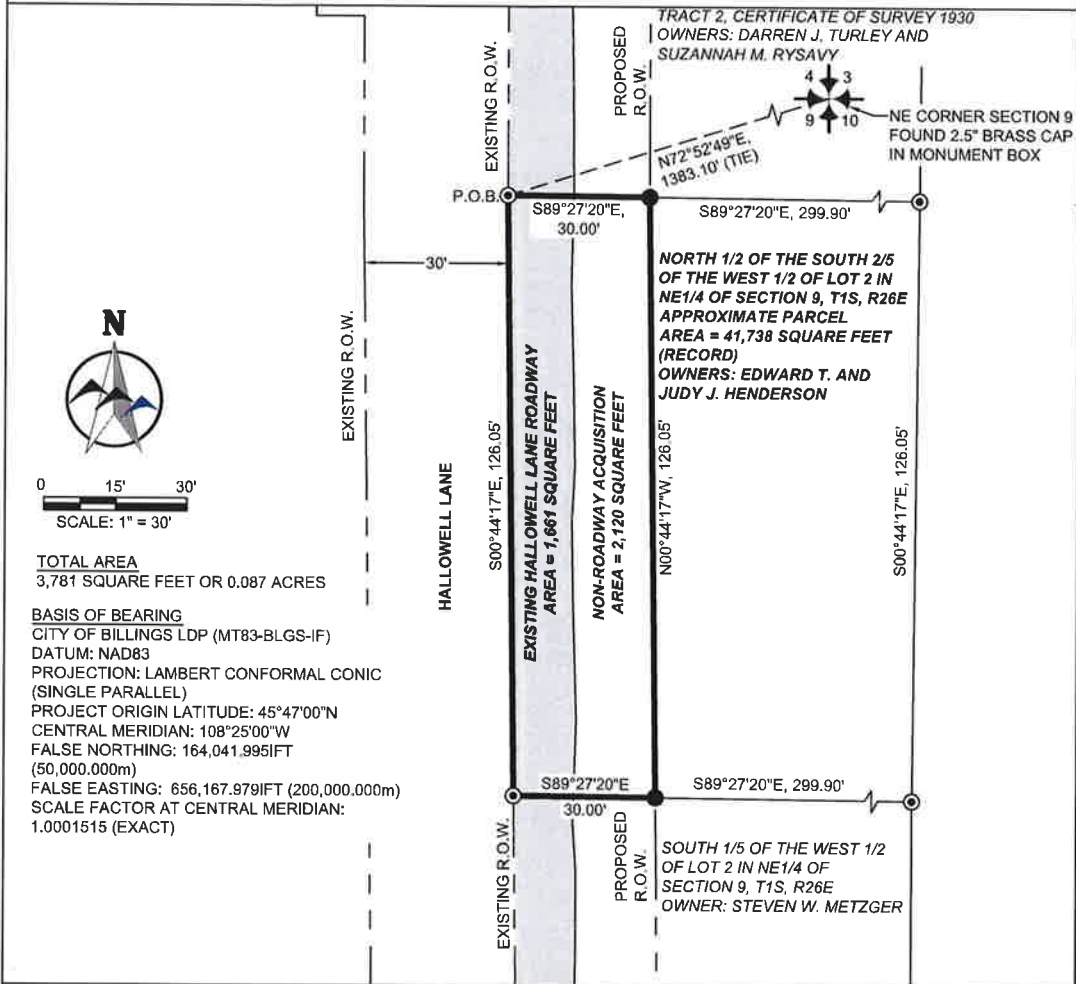 TRACT 2, CERTIFICATE OF SURVEY 1930
OWNERS: DARREN J. TURLEY AND
SUZANNAH M. RYSAVY
EXISTING R.O.W.
PROPOSED
R.O.W.
4 3
9 10
NE CORNER SECTION 9
FOUND 2.5" BRASS CAP
IN MONUMENT BOX
N72°52'49"E,
1383.10' (TIE)
P.O.B.
S89°27'20"E,
30.00'
S89°27'20"E, 299.90'
30'
NORTH 1/2 OF THE SOUTH 2/5
OF THE WEST 1/2 OF LOT 2 IN
NE1/4 OF SECTION 9, T1S, R26E
APPROXIMATE PARCEL
AREA = 41,738 SQUARE FEET
(RECORD)
OWNERS: EDWARD T. AND
JUDY J. HENDERSON
N
EXISTING R.O.W.
HALLOWELL LANE
S00°44'17"E, 126.05'
EXISTING HALLOWELL LANE ROADWAY
AREA = 1,661 SQUARE FEET
NON-ROADWAY ACQUISITION
AREA = 2,120 SQUARE FEET
N00°44'17"W, 126.05'
S00°44'17"E, 126.05'
0 15' 30'
SCALE: 1" = 30'
TOTAL AREA
3,781 SQUARE FEET OR 0.087 ACRES
BASIS OF BEARING
CITY OF BILLINGS LDP (MT83-BLGS-IF)
DATUM: NAD83
PROJECTION: LAMBERT CONFORMAL CONIC
(SINGLE PARALLEL)
PROJECT ORIGIN LATITUDE: 45°47'00"N
CENTRAL MERIDIAN: 108°25'00"W
FALSE NORTHING: 164,041.995IFT
(50,000.000m)
FALSE EASTING: 656,167.979IFT (200,000.000m)
SCALE FACTOR AT CENTRAL MERIDIAN:
1.0001515 (EXACT)
S89°27'20"E
30.00'
S89°27'20"E, 299.90'
EXISTING R.O.W.
PROPOSED
R.O.W.
SOUTH 1/5 OF THE WEST 1/2
OF LOT 2 IN NE1/4 OF
SECTION 9, T1S, R26E
OWNER: STEVEN W. METZGER